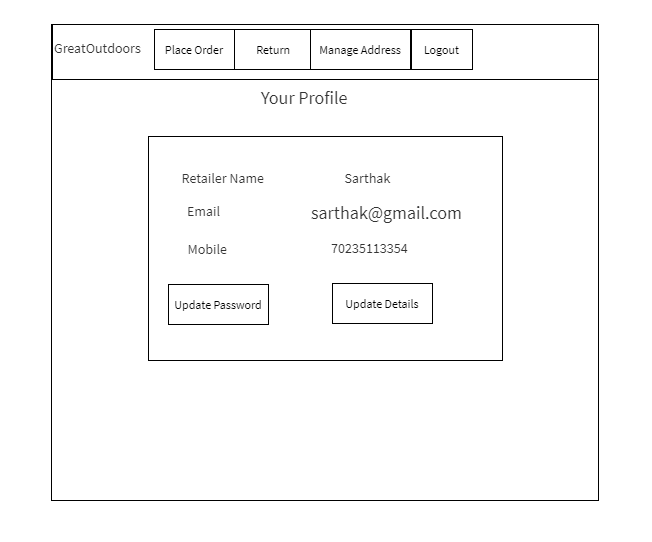 GreatOutdoors Place Order Return Manage Address Logout
Your Profile
Retailer Name Sarthak
Email sarthak@gmail.com
Mobile 70235113354
Update Password Update Details